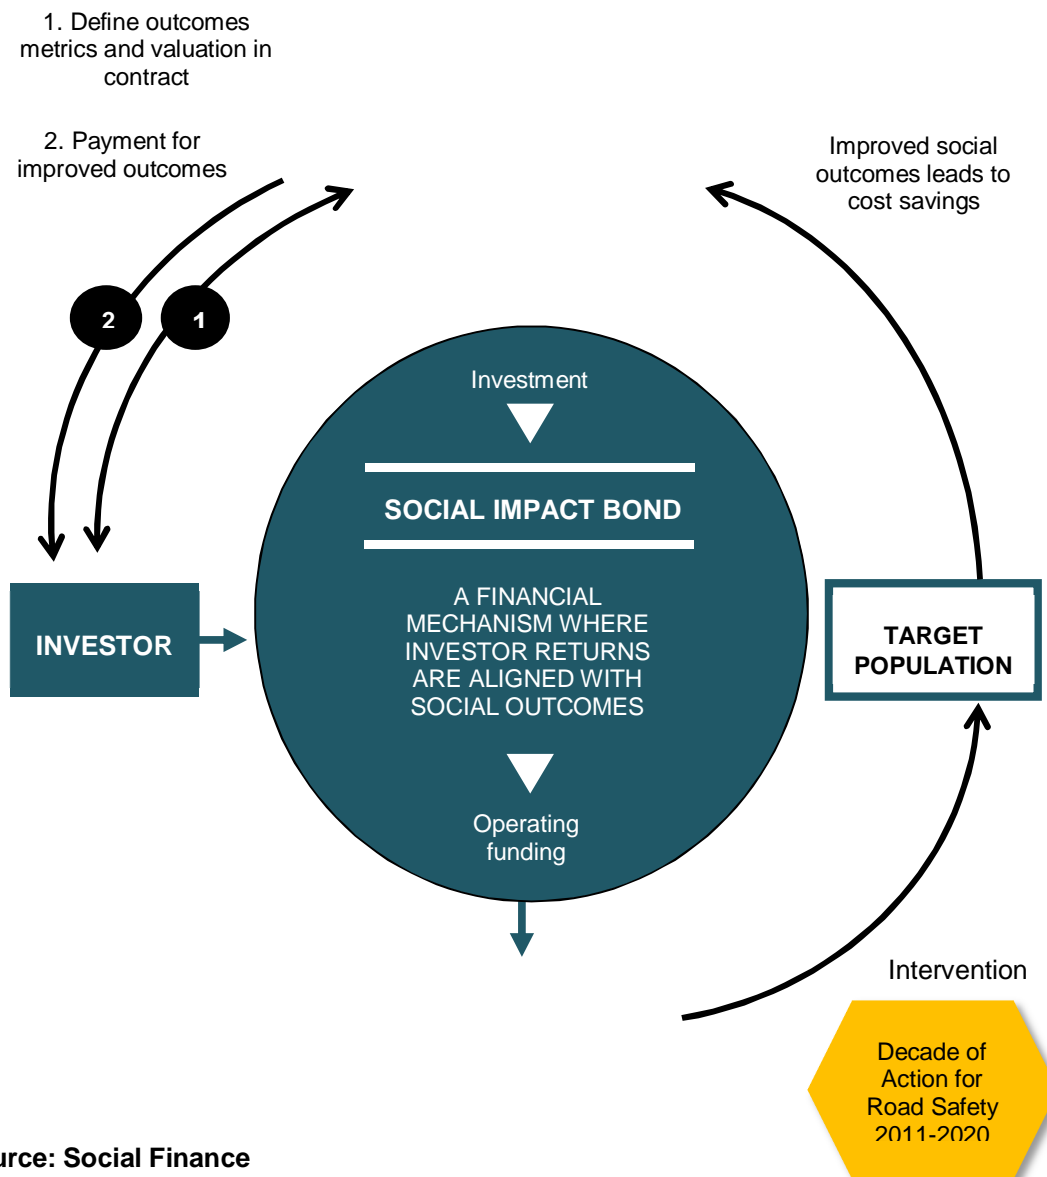 1. Define outcomes
metrics and valuation in
contract
2. Payment for
improved outcomes
Improved social
outcomes leads to
cost savings
2
1
Investment
SOCIAL IMPACT BOND
A FINANCIAL
MECHANISM WHERE
INVESTOR RETURNS
ARE ALIGNED WITH
SOCIAL OUTCOMES
INVESTOR
TARGET
POPULATION
Operating
funding
Intervention
Decade of
Action for
Road Safety
2011-2020
urce: Social Finance